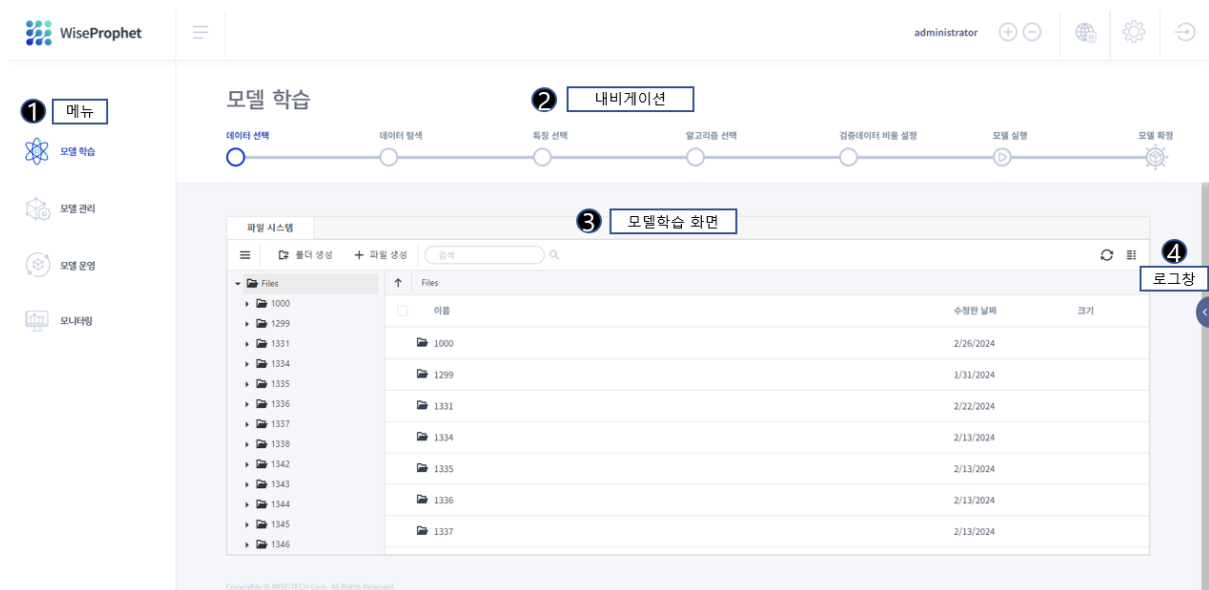 WiseProphet
administrator
1 메뉴
모델 학습
모델 관리
모델 운영
모니터링
모델 학습
2 내비게이션
데이터 선택 데이터 탐색 특징 선택 알고리즘 선택 검증데이터 비율 설정 모델 실행 모델 확정
3 모델학습 화면
4 로그창
파일 시스템
폴더 생성 파일 생성 검색
Files
1000
1299
1331
1334
1335
1336
1337
1338
1342
1343
1344
1345
1346
Files
이름 수정한 날짜 크기
1000 2/26/2024
1299 1/31/2024
1331 2/22/2024
1334 2/13/2024
1335 2/13/2024
1336 2/13/2024
1337 2/13/2024
Copyrights © WISEITECH Corp. All Rights Reserved.